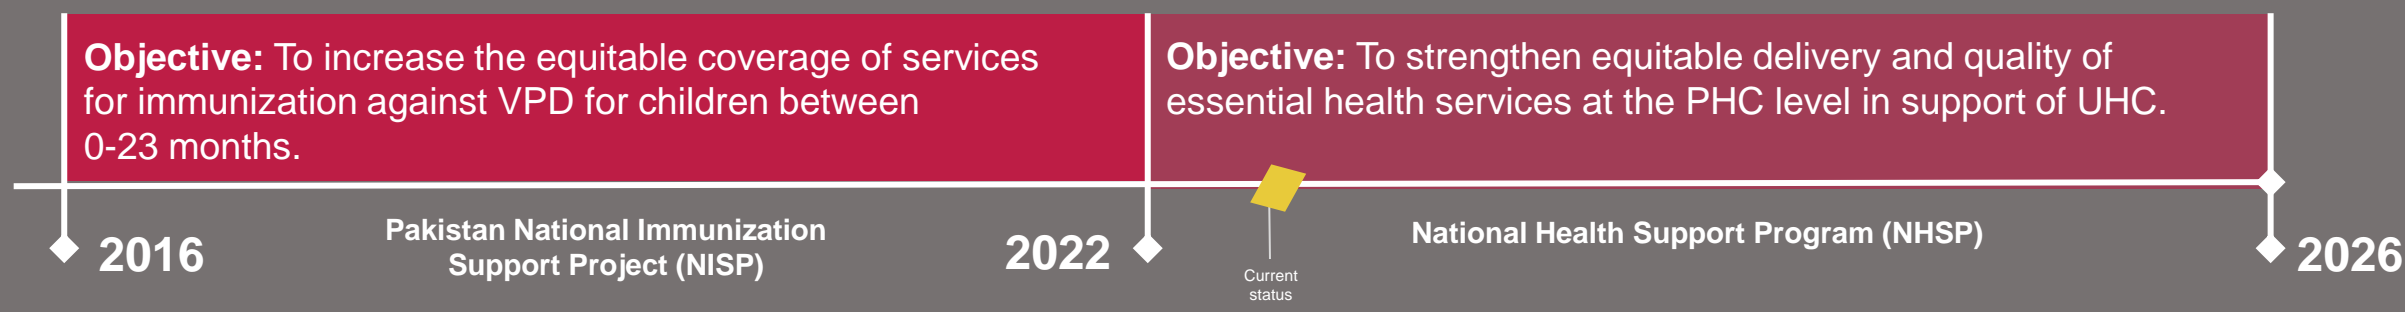 Objective: To increase the equitable coverage of services
for immunization against VPD for children between
0-23 months.
Objective: To strengthen equitable delivery and quality of
essential health services at the PHC level in support of UHC.
2016
Pakistan National Immunization
Support Project (NISP)
2022
Current
status
National Health Support Program (NHSP)
2026